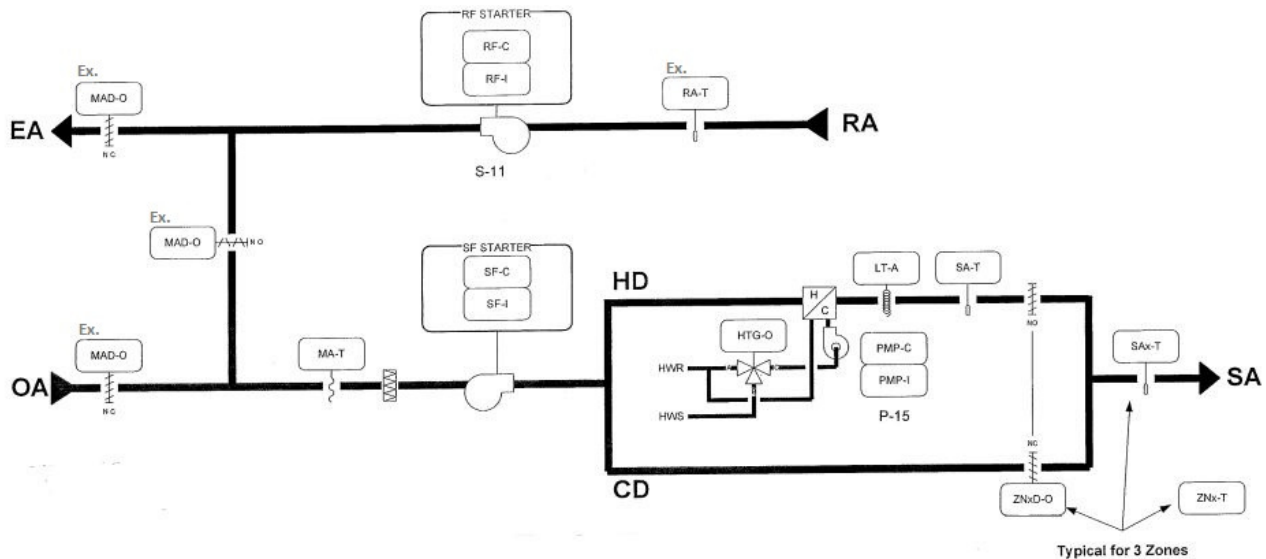 RF STARTER
RF-C
RF-I
Ex.
MAD-O
Ex.
RA-T
EA
RA
NC
S-11
Ex.
MAD-O
NO
SF STARTER
SF-C
SF-I
HD
LT-A
SA-T
H
C
Ex.
MAD-O
MA-T
HTG-O
PMP-C
PMP-I
NO
SAx-T
HWR
A
OA
SA
NC
HWS
P-15
NC
CD
ZNxD-O
ZNx-T
Typical for 3 Zones